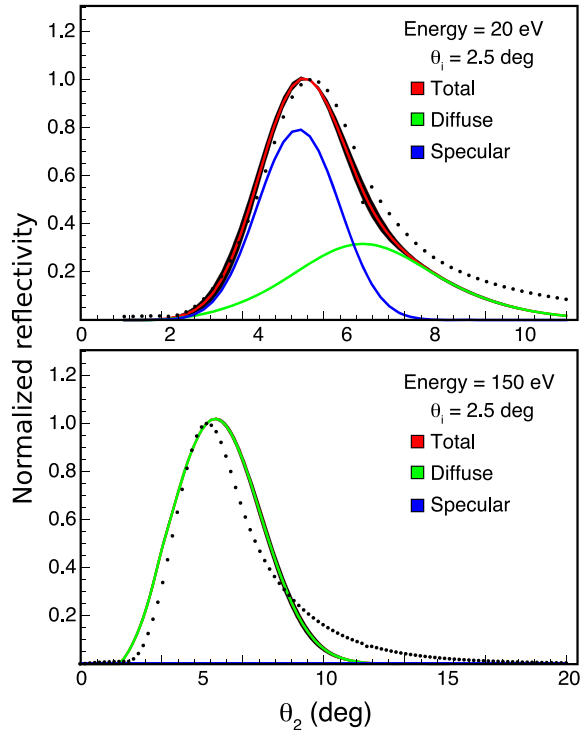 Normalized reflectivity
1.2
1.0
0.8
0.6
0.4
0.2
Energy = 20 eV
θi = 2.5 deg
Total
Diffuse
Specular
0 2 4 6 8 10
1.2
1.0
0.8
0.6
0.4
0.2
Energy = 150 eV
θi = 2.5 deg
Total
Diffuse
Specular
0 5 10 15 20
θ2 (deg)